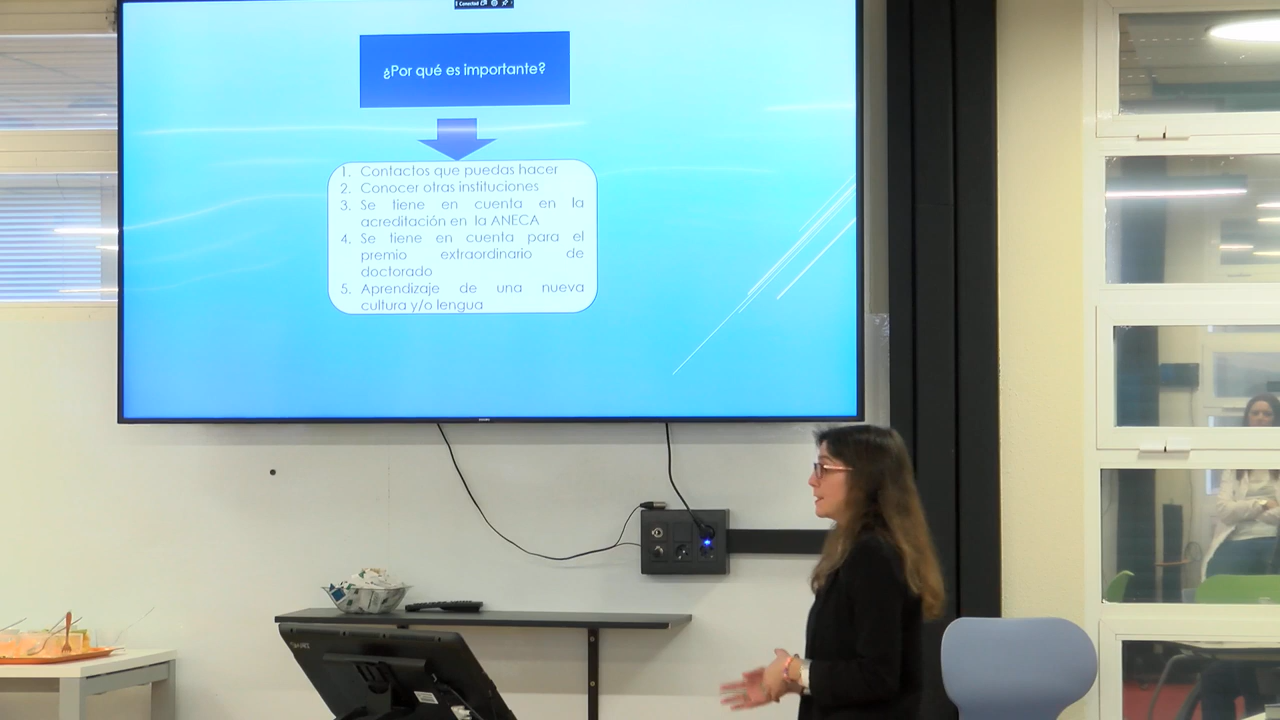 Conectad
¿Por qué es importante?
1. Contactos que puedas hacer
2. Conocer otras instituciones
3. Se tiene en cuenta en la
acreditación en la ANECA
4. Se tiene en cuenta para el
premio extraordinario de
doctorado
5. Aprendizaje de una nueva
cultura y/o lengua